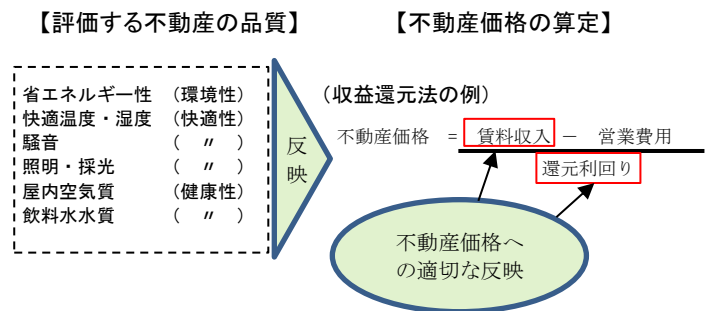 【評価する不動産の品質】
【不動産価格の算定】
省エネルギー性 （環境性）
快適温度・湿度 （快適性）
騒音 （ 〃 ）
照明・採光 （ 〃 ）
屋内空気質 （健康性）
飲料水水質 （ 〃 ）
反映
（収益還元法の例）
不動産価格 = 賃料収入 － 営業費用
還元利回り
不動産価格へ
の適切な反映